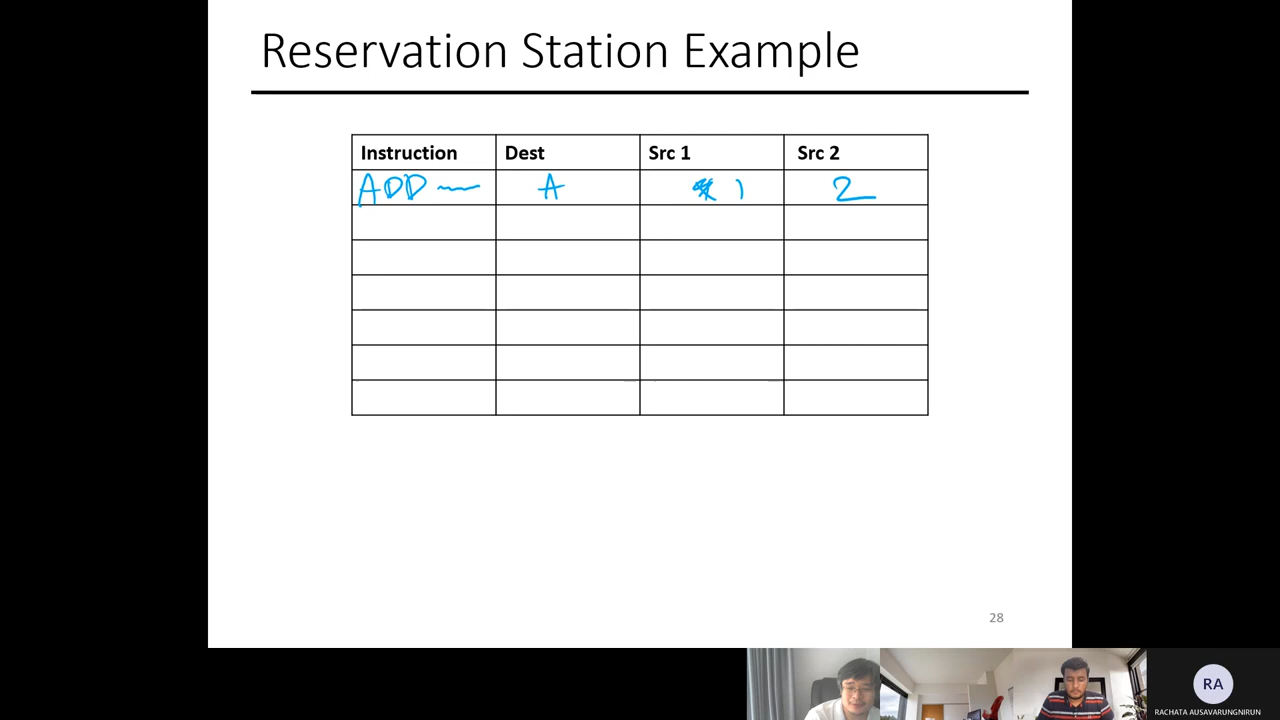 Reservation Station Example
Instruction Dest Src 1 Src 2
ADD A 1 2
28
RA
RACHATA AUSAVARUNGNIRUN